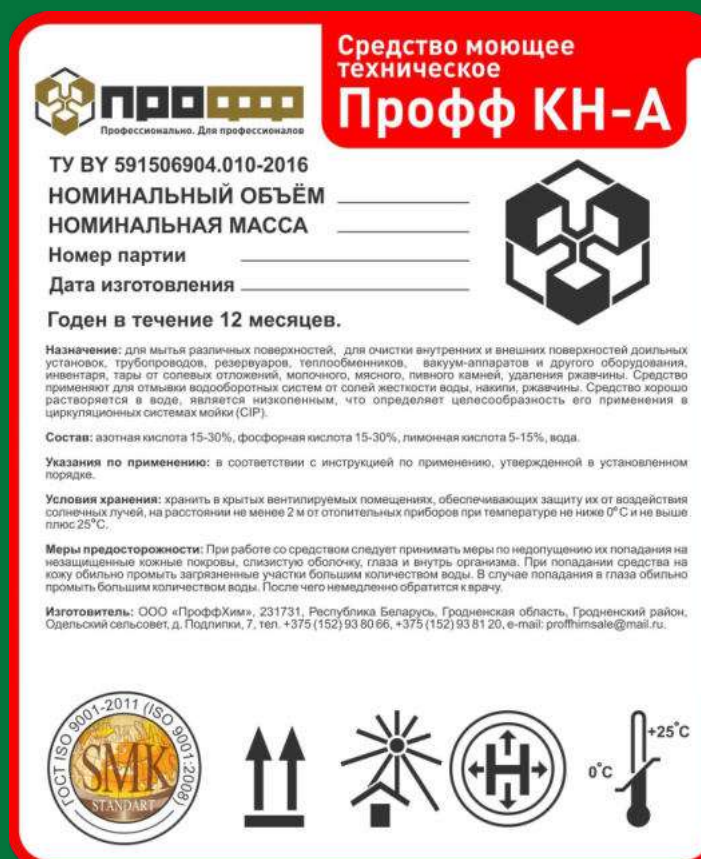 Средство моющее
техническое
Профф КН-А
профф
Профессионально. Для профессионалов
ТУ BY 591506904.010-2016
НОМИНАЛЬНЫЙ ОБЪЁМ
НОМИНАЛЬНАЯ МАССА
Номер партии
Дата изготовления
Годен в течение 12 месяцев.
Назначение: для мытья различных поверхностей, для очистки внутренних и внешних поверхностей доильных
установок, трубопроводов, резервуаров, теплообменников, вакуум-аппаратов и другого оборудования,
инвентаря, тары от солевых отложений, молочного, мясного, пивного камней, удаления ржавчины. Средство
применяют для отмывки водооборотных систем от солей жесткости воды, накипи, ржавчины. Средство хорошо
растворяется в воде, является низкопенным, что определяет целесообразность его применения в
циркуляционных системах мойки (CIP).
Состав: азотная кислота 15-30%, фосфорная кислота 15-30%, лимонная кислота 5-15%, вода.
Указания по применению: в соответствии с инструкцией по применению, утвержденной в установленном
порядке.
Условия хранения: хранить в крытых вентилируемых помещениях, обеспечивающих защиту их от воздействия
солнечных лучей, на расстоянии не менее 2 м от отопительных приборов при температуре не ниже 0°С и не выше
плюс 25°С.
Меры предосторожности: При работе со средством следует принимать меры по недопущению их попадания на
незащищенные кожные покровы, слизистую оболочку, глаза и внутрь организма. При попадании средства на
кожу обильно промыть загрязненные участки большим количеством воды. В случае попадания в глаза обильно
промыть большим количеством воды. После чего немедленно обратится к врачу.
Изготовитель: ООО «ПроффХим», 231731, Республика Беларусь, Гродненская область, Гродненский район,
Одельский сельсовет, д. Подлипки, 7, тел. +375 (152) 93 80 66, +375 (152) 93 81 20, e-mail: proffhimsale@mail.ru.
ГОСТ ISO 9001-2011 (ISO 9001:2008)
SMK
STANDART
Н
+25°C
0°C